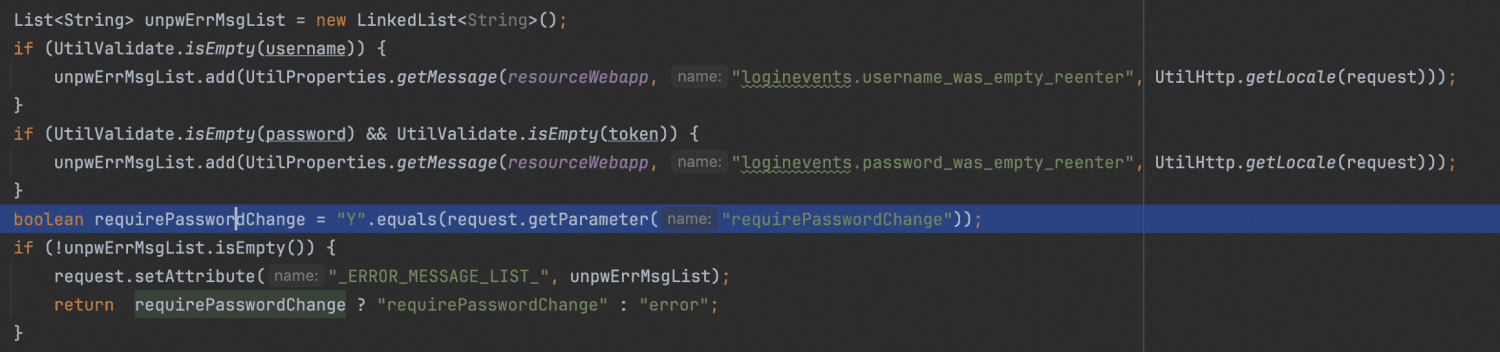 List<String> unpwErrMsgList = new LinkedList<String>();
if (UtilValidate.isEmpty(username)) {
    unpwErrMsgList.add(UtilProperties.getMessage(resourceWebapp, name: "loginevents.username_was_empty_reenter", UtilHttp.getLocale(request)));
}
if (UtilValidate.isEmpty(password) && UtilValidate.isEmpty(token)) {
    unpwErrMsgList.add(UtilProperties.getMessage(resourceWebapp, name: "loginevents.password_was_empty_reenter", UtilHttp.getLocale(request)));
}
boolean requirePasswordChange = "Y".equals(request.getParameter( name: "requirePasswordChange"));
if (!unpwErrMsgList.isEmpty()) {
    request.setAttribute( name: "_ERROR_MESSAGE_LIST_", unpwErrMsgList);
    return  requirePasswordChange ? "requirePasswordChange" : "error";
}